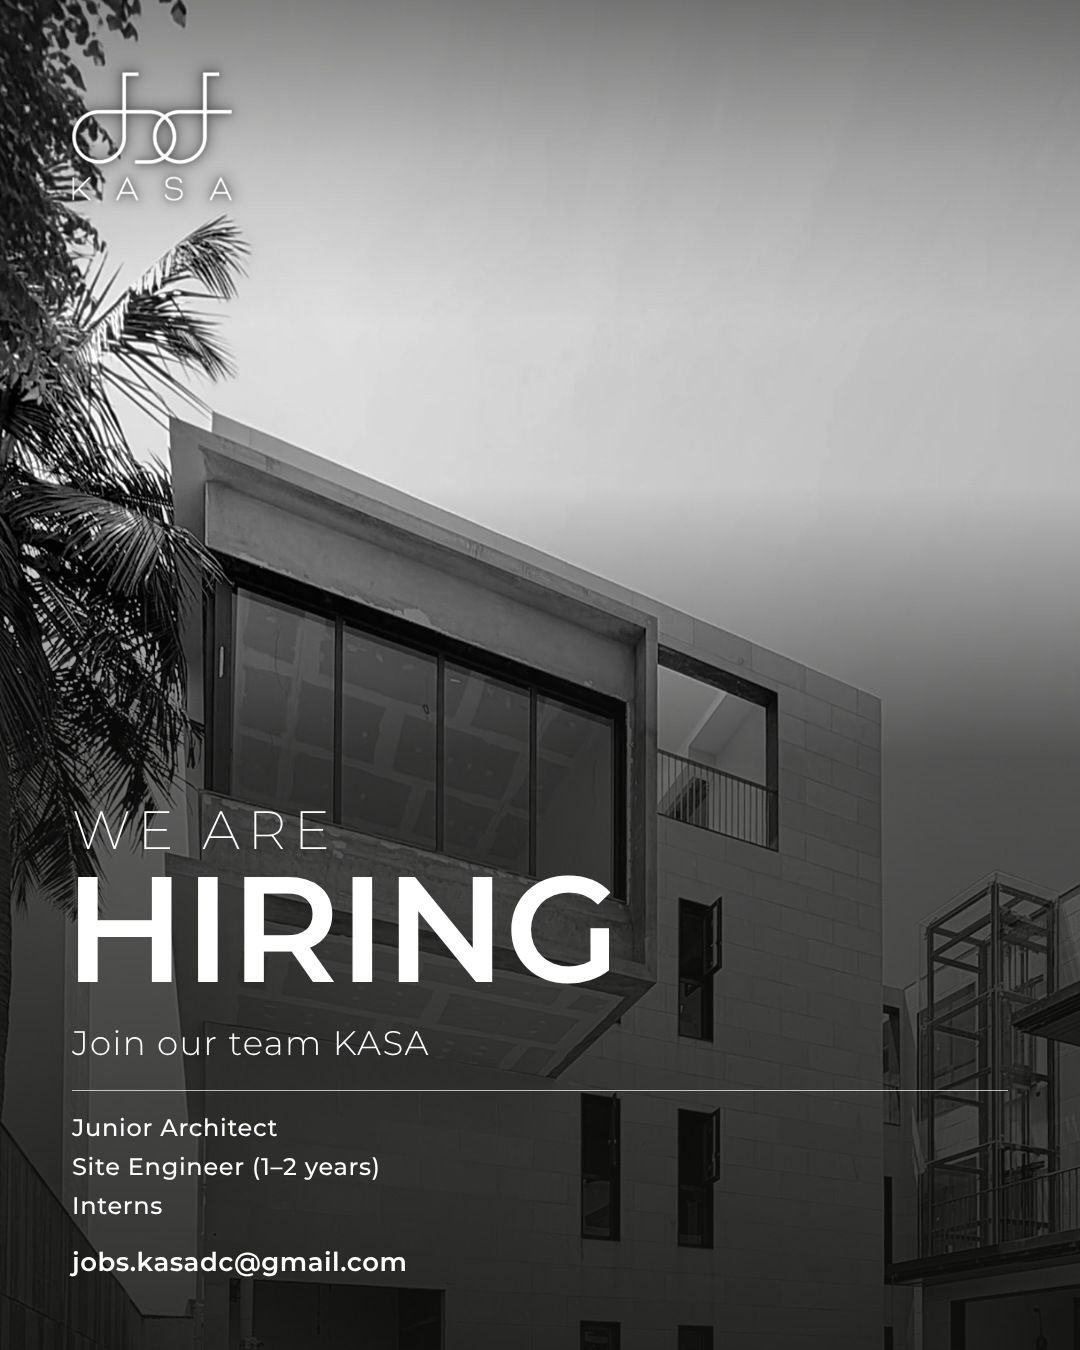 KASA
WE ARE
HIRING
Join our team KASA
Junior Architect
Site Engineer (1–2 years)
Interns
jobs.kasadc@gmail.com